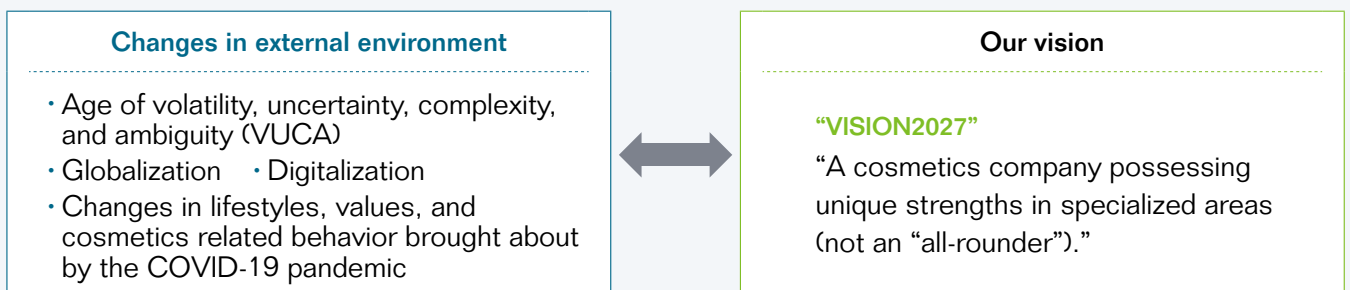 Changes in external environment
・Age of volatility, uncertainty, complexity,
and ambiguity (VUCA)
・Globalization ・Digitalization
・Changes in lifestyles, values, and
cosmetics related behavior brought about
by the COVID-19 pandemic
Our vision
“VISION2027”
“A cosmetics company possessing
unique strengths in specialized areas
(not an “all-rounder”).”